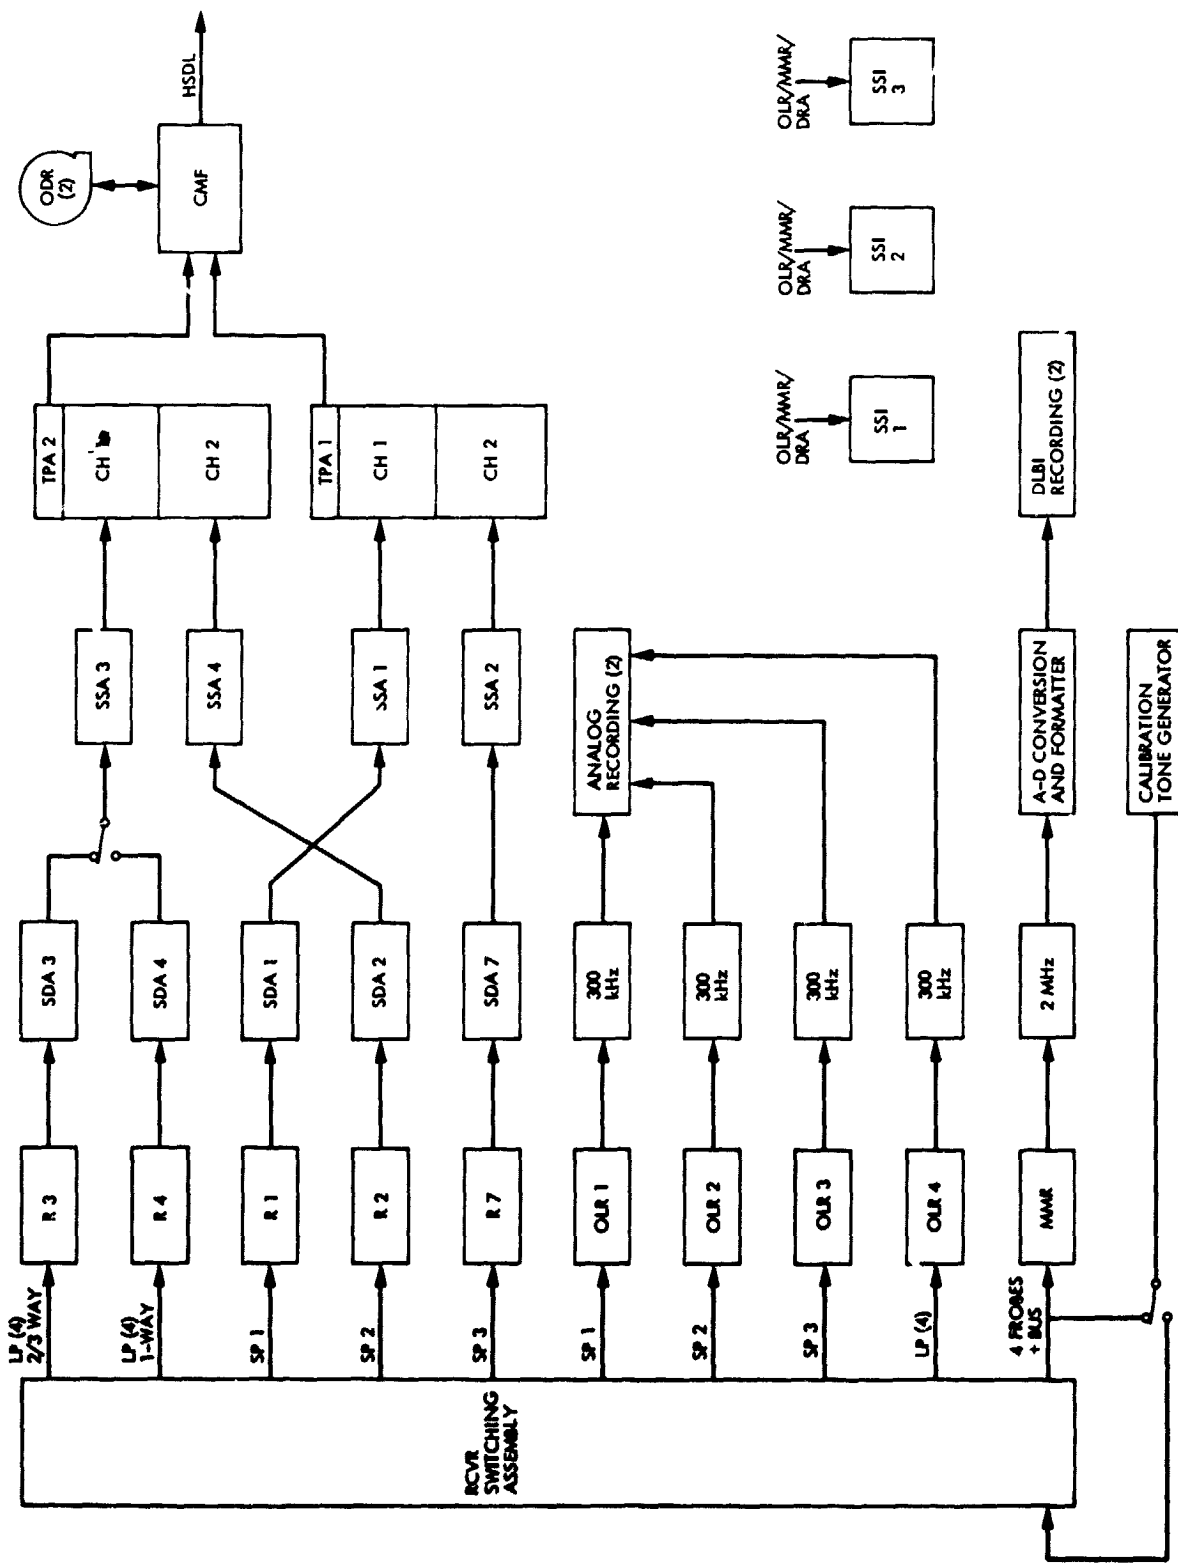 RCVR
SWITCHING
ASSEMBLY
LP (4)
2/3 WAY
R 3
SDA 3
LP (4)
1-WAY
R 4
SDA 4
SSA 3
TPA 2
CH
CH 2
ODR
(2)
CMF
HSDL
SP 1
R 1
SDA 1
SSA 4
SP 2
R 2
SDA 2
SSA 1
TPA 1
CH 1
CH 2
SP 3
R 7
SDA 7
SSA 2
SP 1
OLR 1
300
kHz
ANALOG
RECORDING (2)
SP 2
OLR 2
300
kHz
SP 3
OLR 3
300
kHz
LP (4)
OLR 4
300
kHz
4 PROBES
+ BUS
MMR
2 MHz
A-D CONVERSION
AND FORMATTER
DLBI
RECORDING (2)
CALIBRATION
TONE GENERATOR
OLR/MMR/
DRA
SSI
1
OLR/MMR/
DRA
SSI
2
OLR/MMR/
DRA
SSI
3